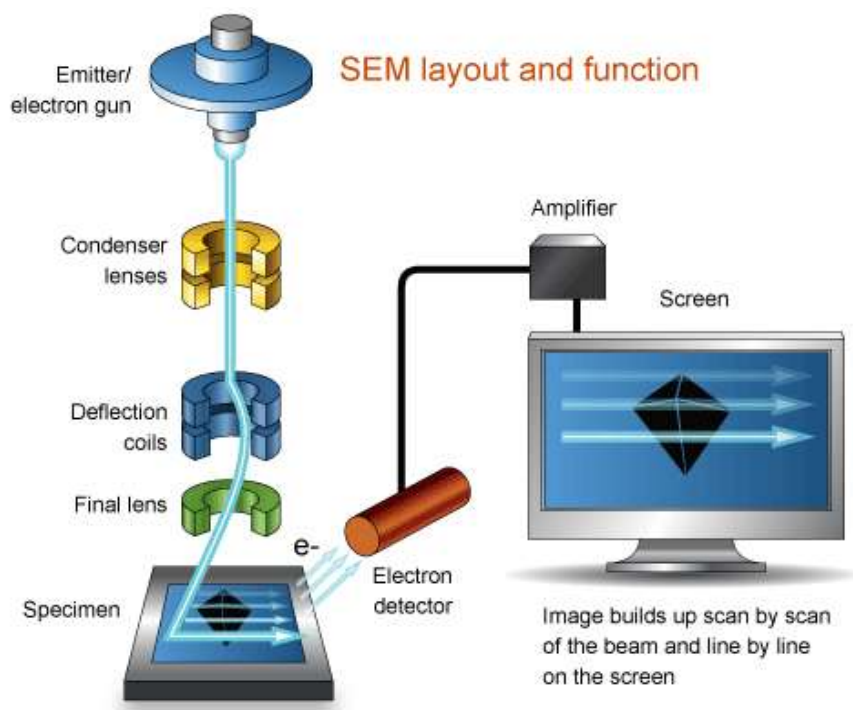 SEM layout and function
Emitter/
electron gun
Condenser
lenses
Amplifier
Screen
Deflection
coils
Final lens
e-
Electron
detector
Specimen
Image builds up scan by scan
of the beam and line by line
on the screen